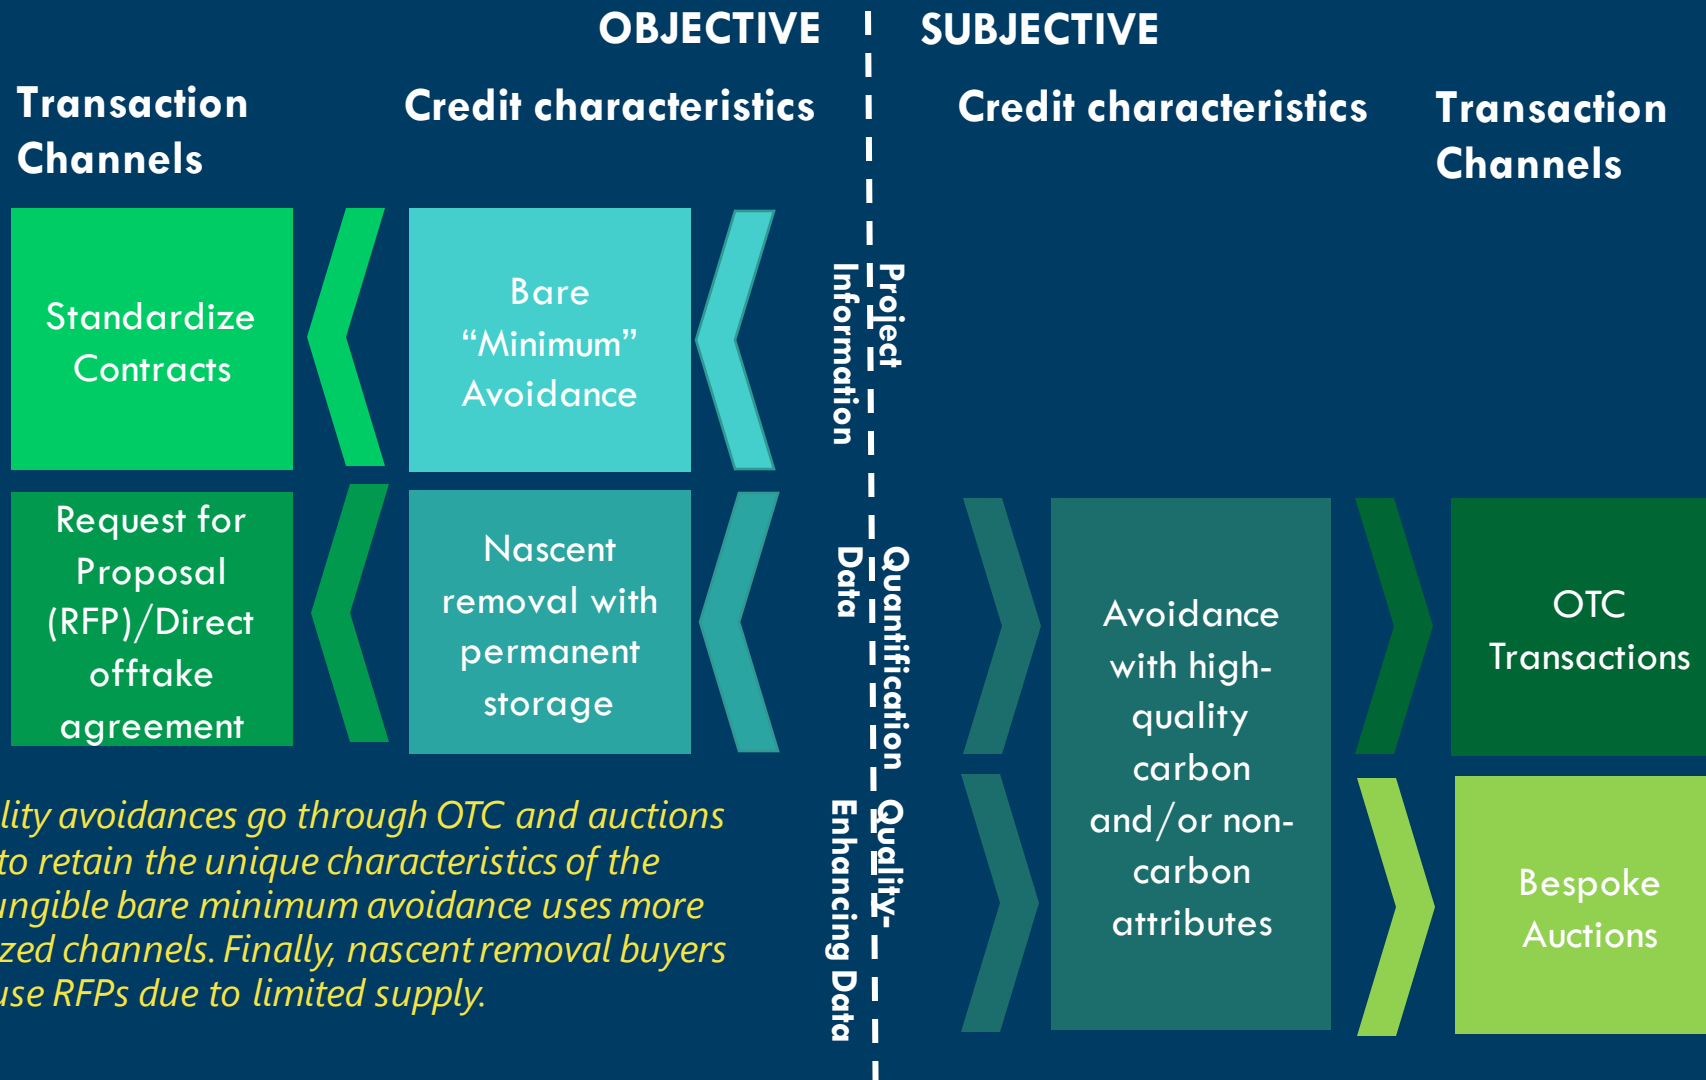 OBJECTIVE
SUBJECTIVE
Transaction
Channels
Credit characteristics
Credit characteristics
Transaction
Channels
Standardize
Contracts
Bare
“Minimum”
Avoidance
Project
Information
Request for
Proposal
(RFP)/Direct
offtake
agreement
Nascent
removal with
permanent
storage
Quantification
Data
Avoidance
with high-
quality
carbon
and/or non-
carbon
attributes
OTC
Transactions
Quality-
Enhancing Data
Bespoke
Auctions
lity avoidances go through OTC and auctions
to retain the unique characteristics of the
ungible bare minimum avoidance uses more
zed channels. Finally, nascent removal buyers
use RFPs due to limited supply.